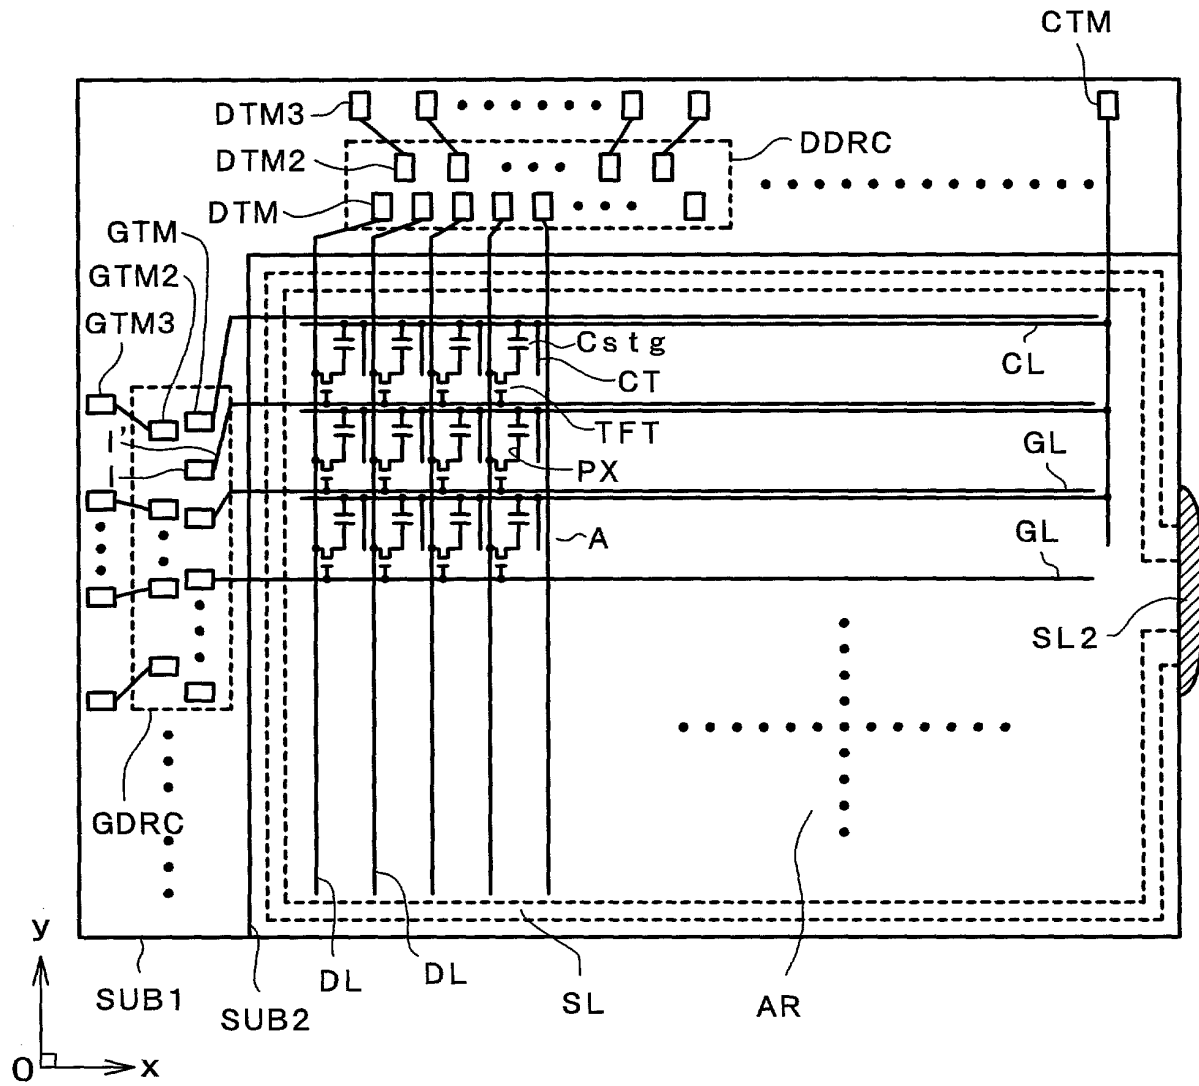 CTM
DTM3
DDRC
DTM2
DTM
GTM
GTM2
GTM3
Cstg
CT
CL
TFT
I'
I
PX
GL
A
GL
SL2
GDRC
y
DL
DL
SL
AR
SUB1
SUB2
O
x